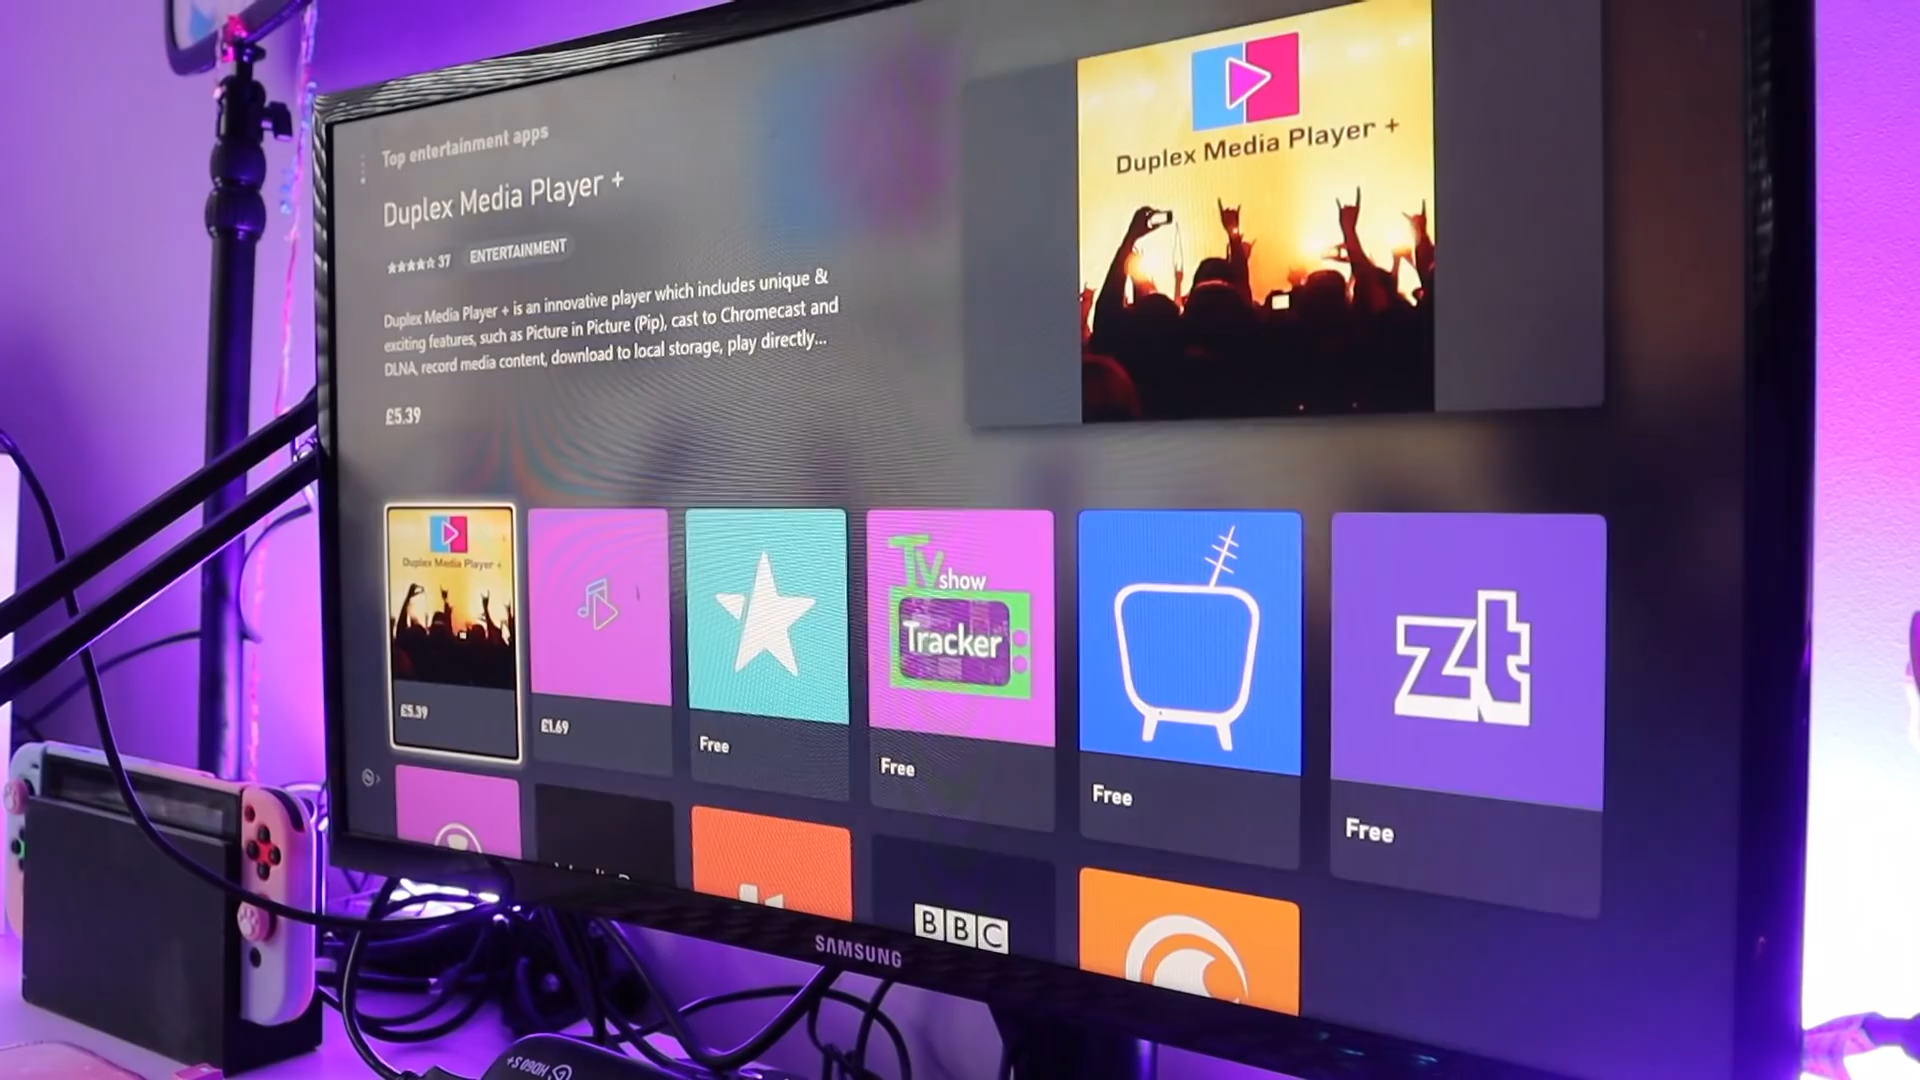 Top entertainment apps
Duplex Media Player +
37 ENTERTAINMENT
Duplex Media Player + is an innovative player which includes unique &
exciting features, such as Picture in Picture (Pip), cast to Chromecast and
DLNA, record media content, download to local storage, play directly...
£5.39
Duplex Media Player +
Duplex Media Player +
£5.39
£1.69
Free
TV show
Tracker
Free
Free
zt
Free
BBC
SAMSUNG
HD60 S+